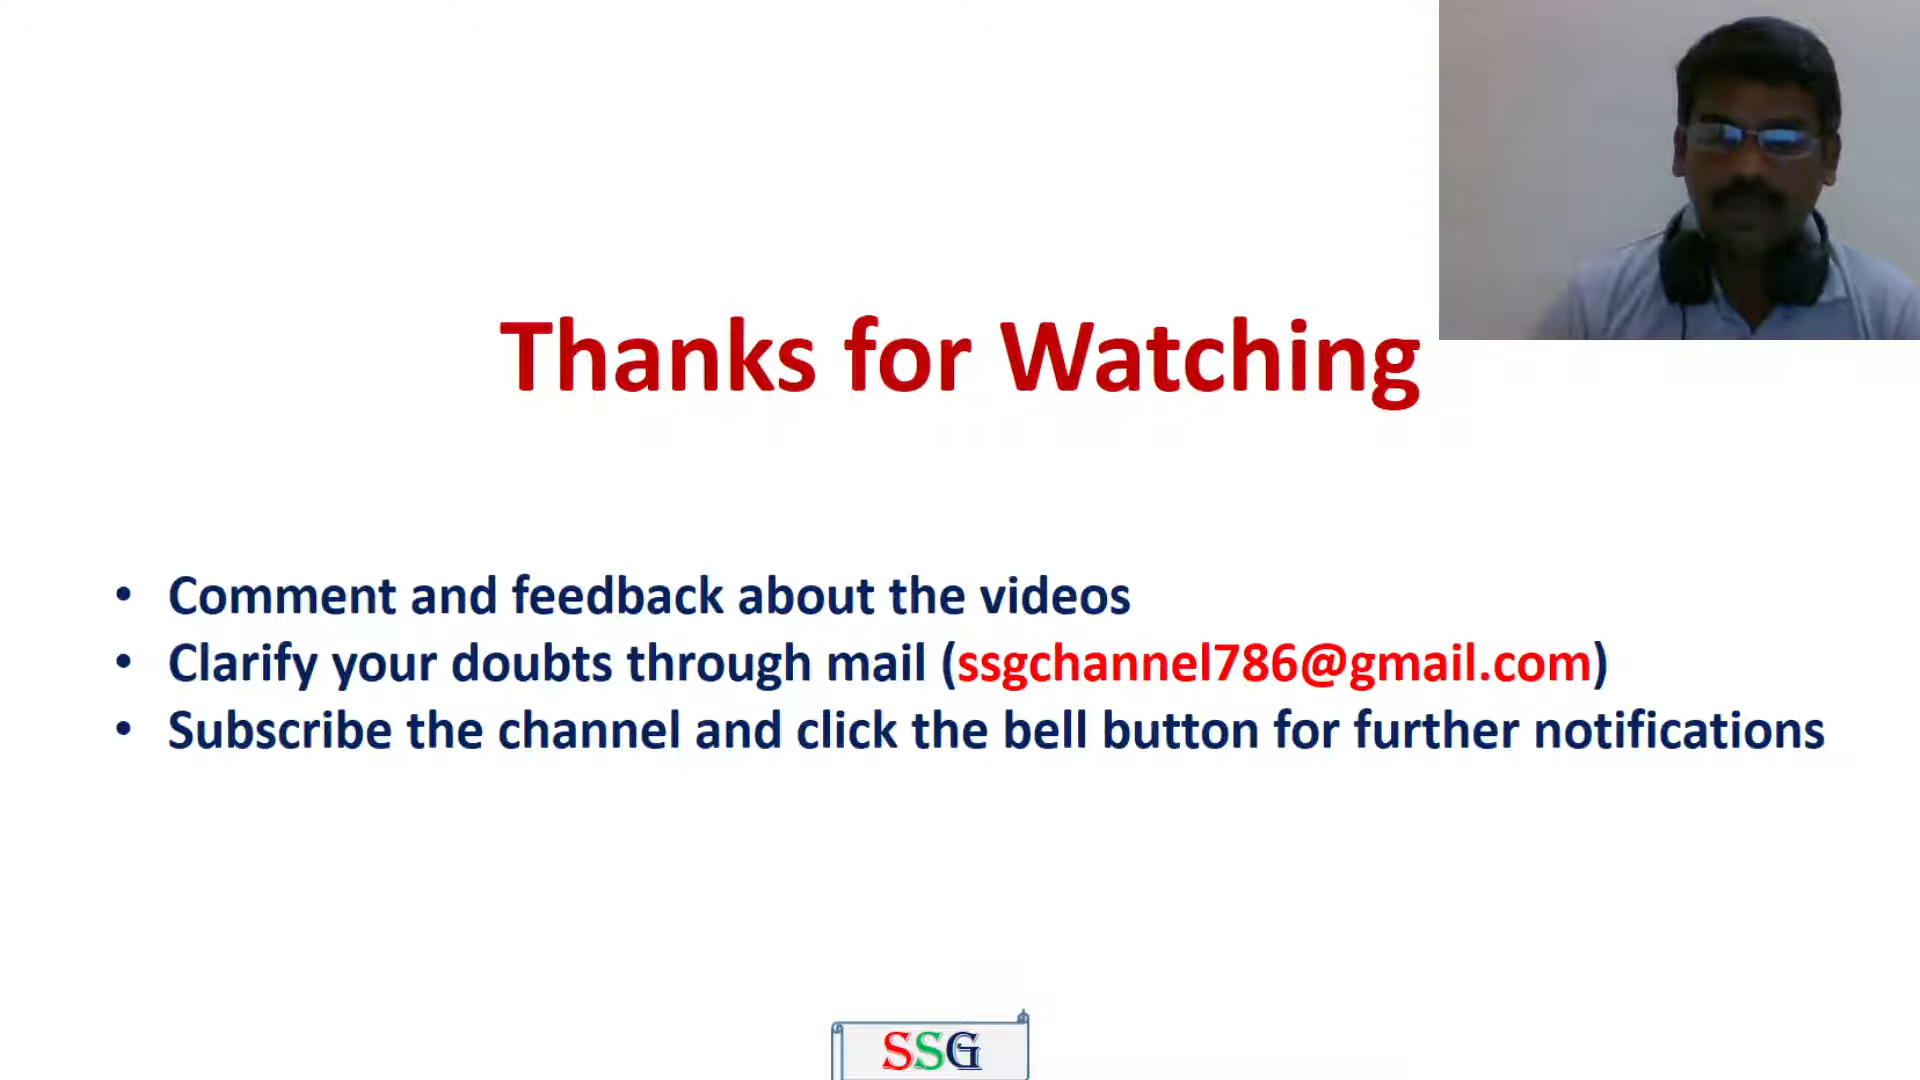 Thanks for Watching
• Comment and feedback about the videos
• Clarify your doubts through mail (ssgchannel786@gmail.com)
• Subscribe the channel and click the bell button for further notifications
SSG